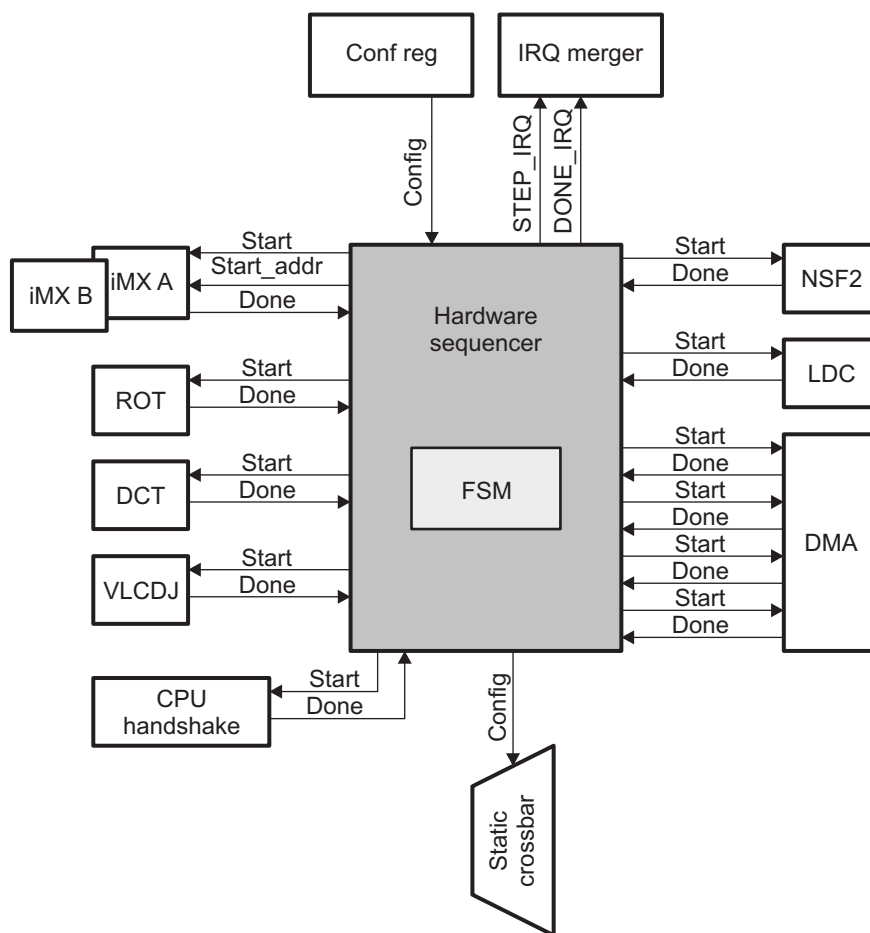 Conf reg
IRQ merger
Config
STEP_IRQ
DONE_IRQ
Start
Start_addr
Done
iMX A
iMX B
Start
Done
NSF2
Hardware
sequencer
Start
Done
ROT
Start
Done
LDC
Start
Done
DCT
FSM
Start
Done
Start
Done
Start
Done
Start
Done
DMA
Start
Done
VLCDJ
Start
Done
CPU
handshake
Config
Static
crossbar